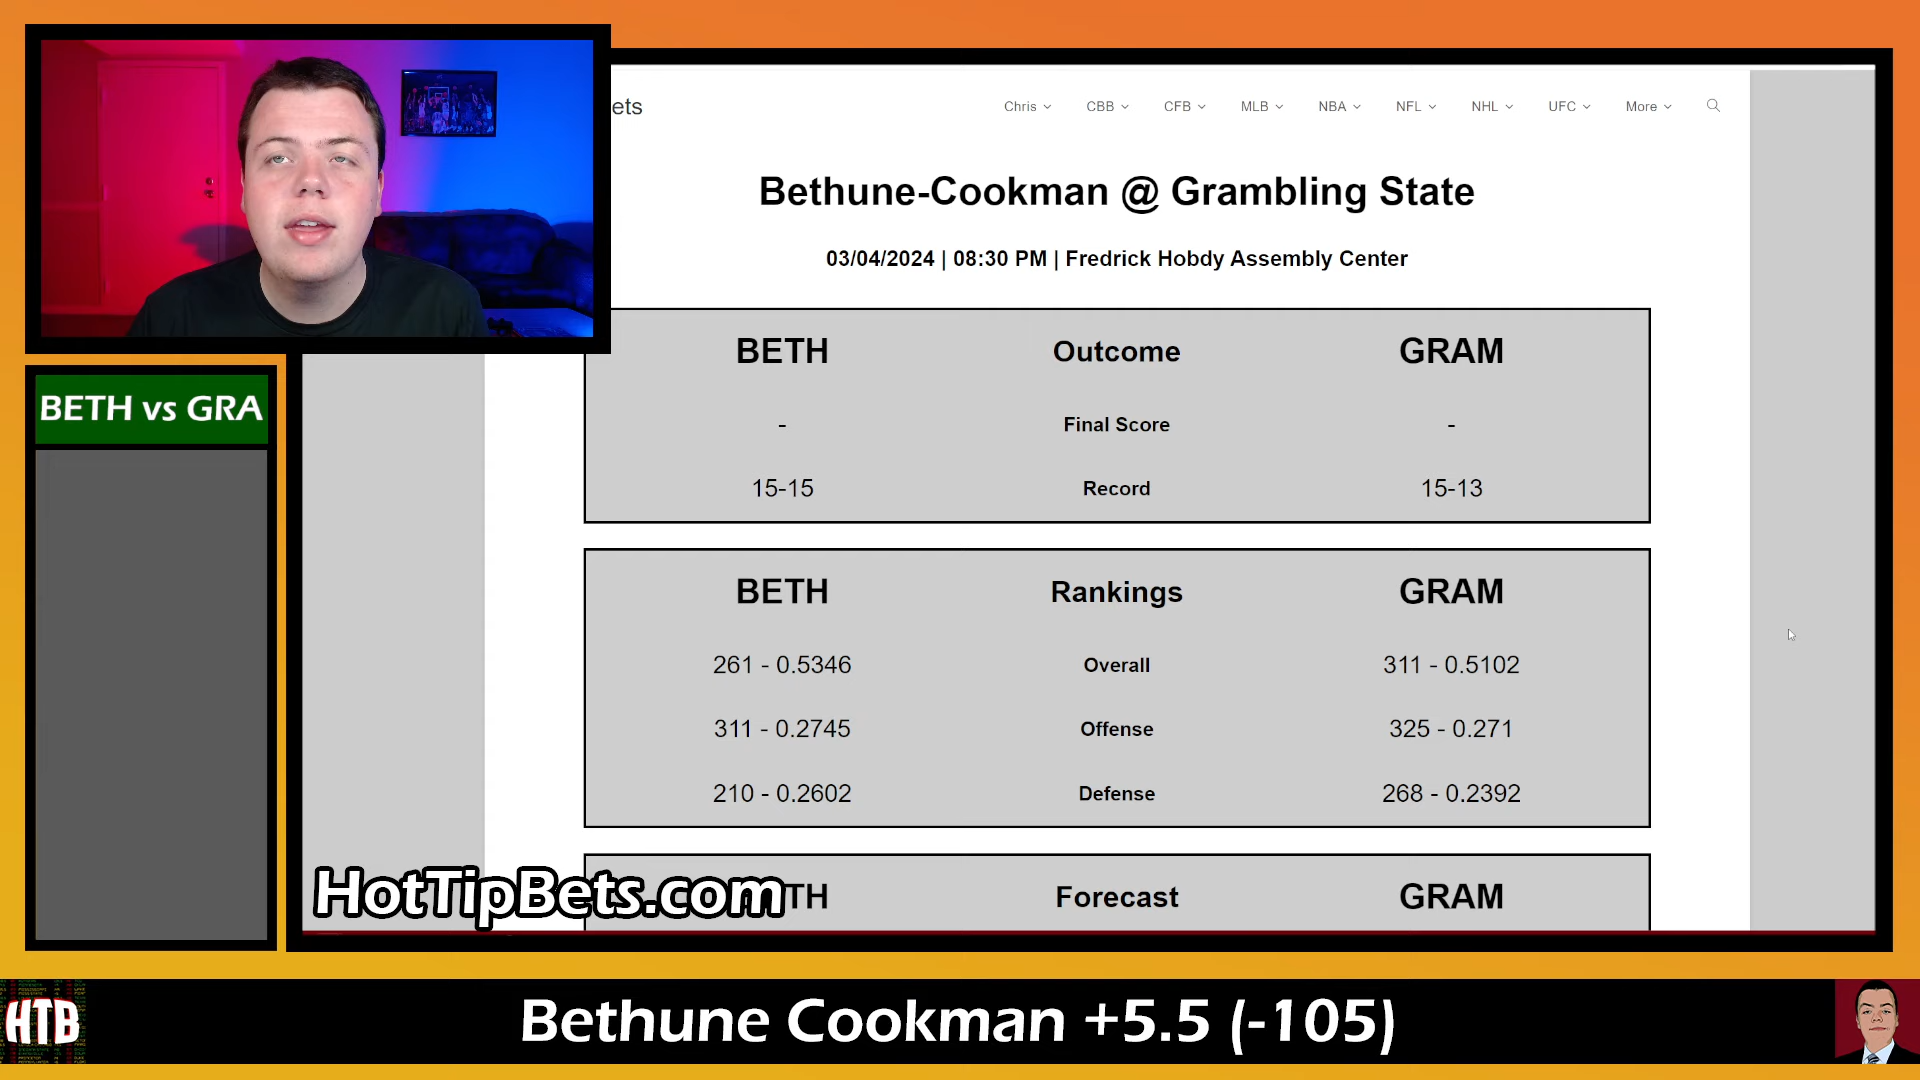 ets
Chris CBB CFB MLB NBA NFL NHL UFC More
Bethune-Cookman @ Grambling State
03/04/2024 | 08:30 PM | Fredrick Hobdy Assembly Center
BETH Outcome GRAM
- Final Score -
15-15 Record 15-13
BETH vs GRA
BETH Rankings GRAM
261 - 0.5346 Overall 311 - 0.5102
311 - 0.2745 Offense 325 - 0.271
210 - 0.2602 Defense 268 - 0.2392
TH Forecast GRAM
HotTipBets.com
HTB
Bethune Cookman +5.5 (-105)